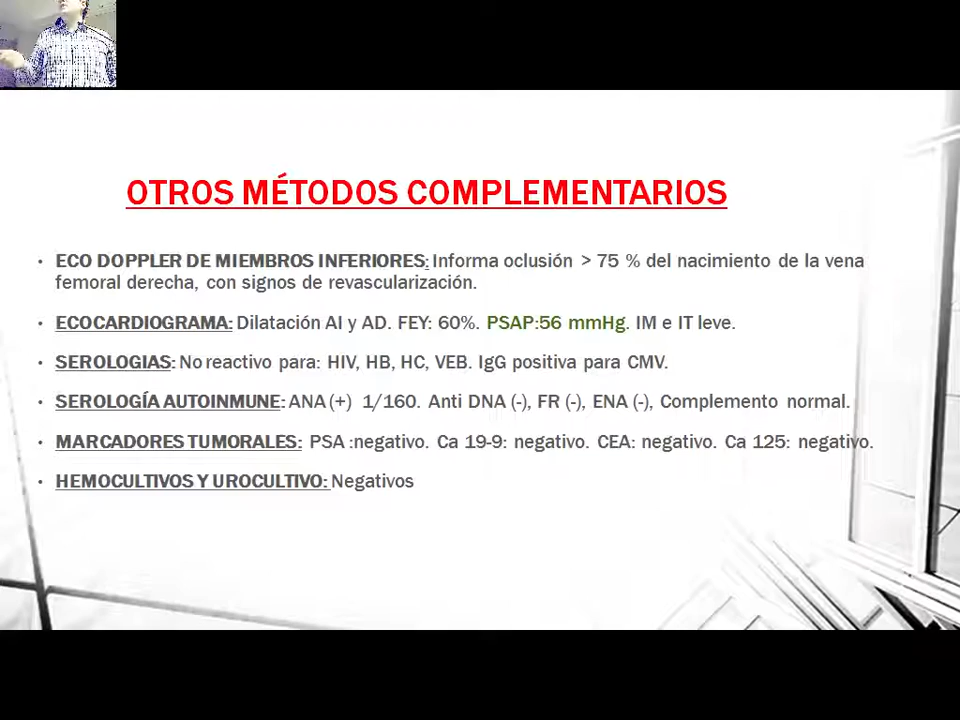 OTROS MÉTODOS COMPLEMENTARIOS
• ECO DOPPLER DE MIEMBROS INFERIORES: Informa oclusión > 75 % del nacimiento de la vena
femoral derecha, con signos de revascularización.
• ECOCARDIOGRAMA: Dilatación AI y AD. FEY: 60%. PSAP:56 mmHg. IM e IT leve.
• SEROLOGIAS: No reactivo para: HIV, HB, HC, VEB. IgG positiva para CMV.
• SEROLOGÍA AUTOINMUNE: ANA (+) 1/160. Anti DNA (-), FR (-), ENA (-), Complemento normal.
• MARCADORES TUMORALES: PSA :negativo. Ca 19-9: negativo. CEA: negativo. Ca 125: negativo.
• HEMOCULTIVOS Y UROCULTIVO: Negativos